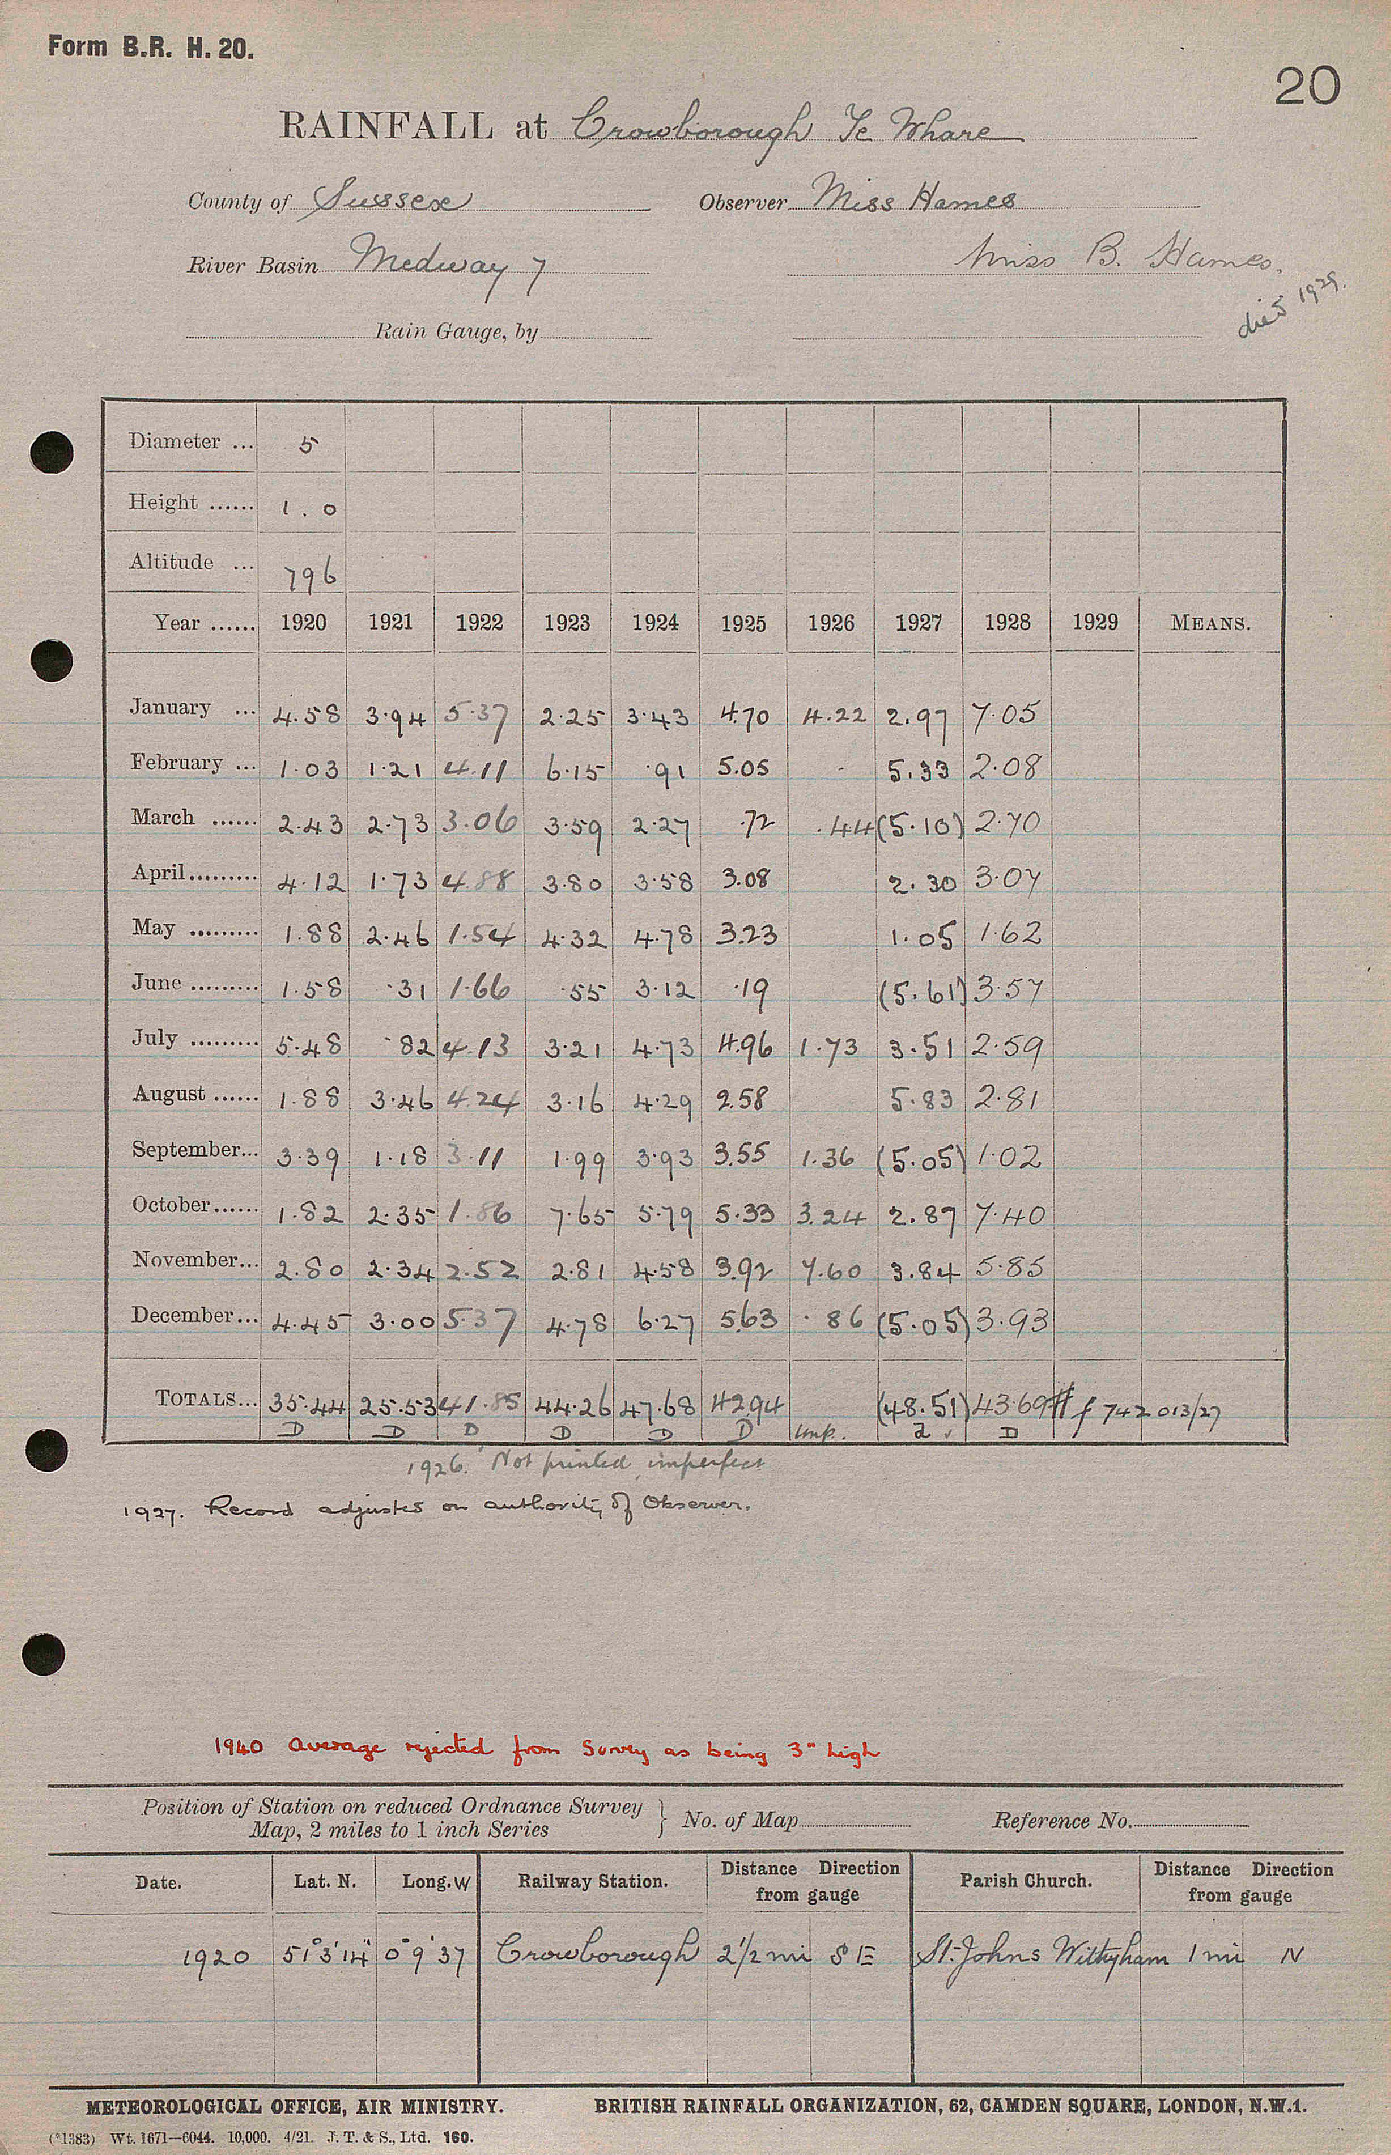 Form B.R. H. 20.
20
RAINFALL at Crowborough Te Whare
County of Sussex Observer Miss Hames
River Basin Medway 7 Miss B. Hames.
died 1929.
Rain Gauge, by
Diameter ... 5
Height ...... 1.0
Altitude ... 796
Year ...... 1920 1921 1922 1923 1924 1925 1926 1927 1928 1929 MEANS.
January ... 4.58 3.94 5.37 2.25 3.43 4.70 4.22 2.97 7.05
February ... 1.03 1.21 4.11 6.15 .91 5.05 - 5.33 2.08
March ...... 2.43 2.73 3.06 3.59 2.27 .72 .44 (5.10) 2.70
April ......... 4.12 1.73 4.88 3.80 3.58 3.08 2.30 3.07
May ......... 1.88 2.46 1.54 4.32 4.78 3.23 1.05 1.62
June ......... 1.58 .31 1.66 .55 3.12 .19 (5.61) 3.57
July ......... 5.48 .82 4.13 3.21 4.73 4.96 1.73 3.51 2.59
August ...... 1.88 3.46 4.24 3.16 4.29 2.58 5.83 2.81
September... 3.39 1.18 3.11 1.99 3.93 3.55 1.36 (5.05) 1.02
October...... 1.82 2.35 1.86 7.65 5.79 5.33 3.24 2.87 7.40
November... 2.80 2.34 2.52 2.81 4.58 3.92 7.60 3.84 5.85
December... 4.45 3.00 5.37 4.78 6.27 5.63 .86 (5.05) 3.93
TOTALS... 35.44 25.53 41.85 44.26 47.68 42.94 (48.51) 43.69 # f 742013/27
D D D D D D Imp. 2 D
1926. Not printed, imperfect
1927. Record adjusted on authority of Observer.
1940 Average rejected from Survey as being 3" high
Position of Station on reduced Ordnance Survey
Map, 2 miles to 1 inch Series } No. of Map Reference No.
Date. Lat. N. Long. W Railway Station. Distance Direction from gauge Parish Church. Distance Direction from gauge
1920 51°3'14" 0°9'37 Crowborough 2 1/2 mi S E St. Johns Withyham 1 mi N
METEOROLOGICAL OFFICE, AIR MINISTRY. BRITISH RAINFALL ORGANIZATION, 62, CAMDEN SQUARE, LONDON, N.W.1.
(*1383) Wt. 1671—6044. 10,000. 4/21. J. T. & S., Ltd. 160.